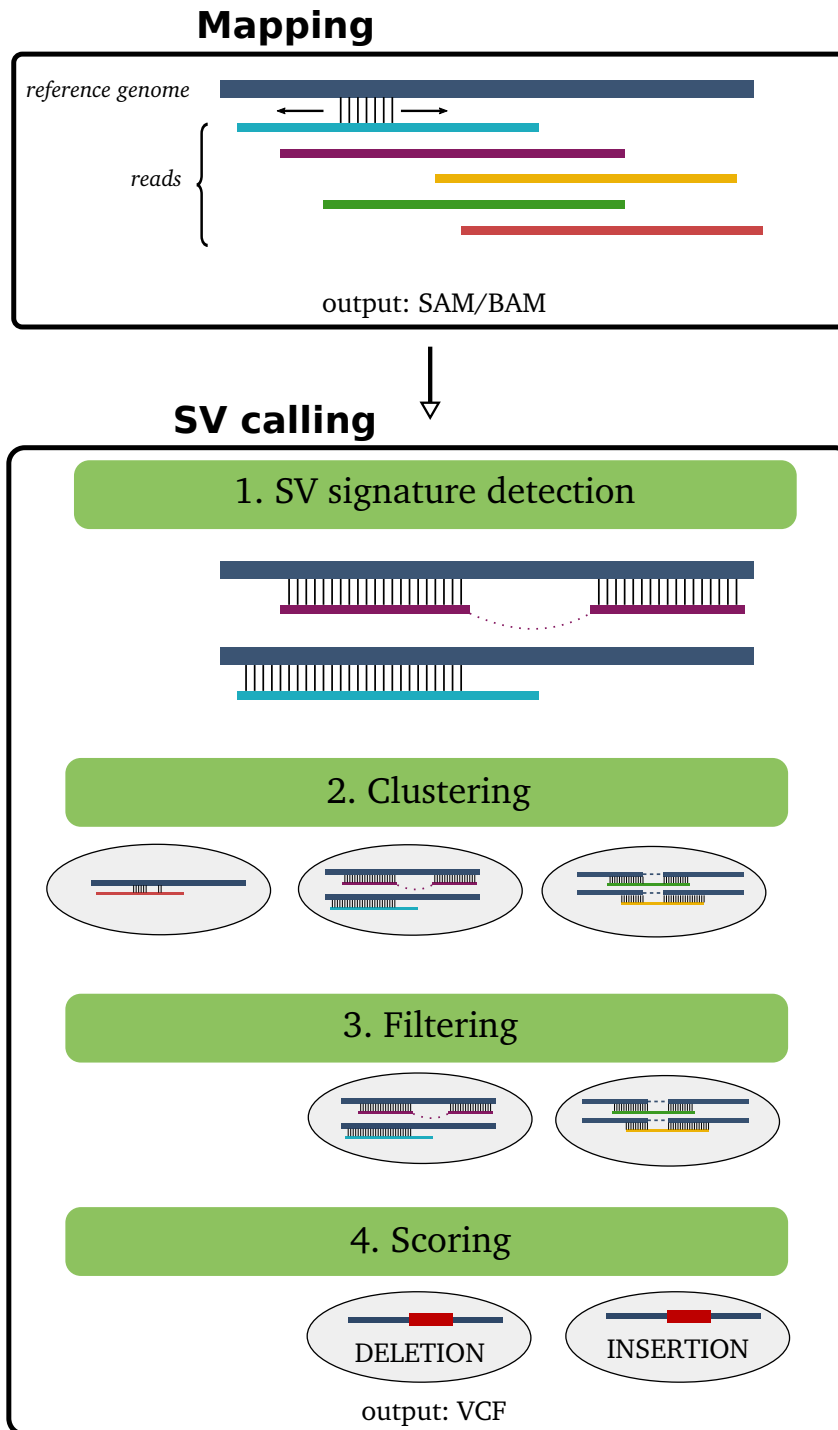 Mapping
reference genome
reads
output: SAM/BAM
SV calling
1. SV signature detection
2. Clustering
3. Filtering
4. Scoring
DELETION
INSERTION
output: VCF